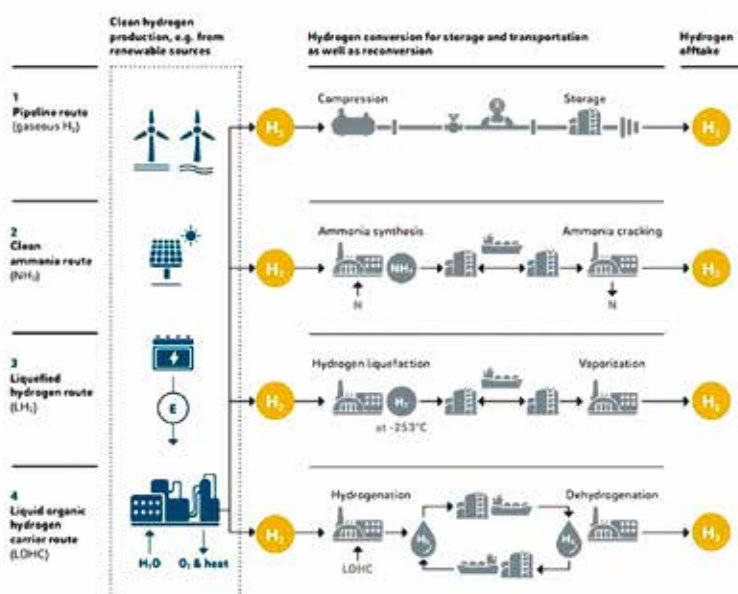 Clean hydrogen
production, e.g. from
renewable sources
Hydrogen conversion for storage and transportation
as well as reconversion
Hydrogen
offtake
1
Pipeline route
(gaseous H₂)
H₂
Compression
Storage
H₂
2
Clean
ammonia route
(NH₃)
H₂
Ammonia synthesis
NH₃
N
Ammonia cracking
N
H₂
3
Liquefied
hydrogen route
(LH₂)
E
H₂
Hydrogen liquefaction
H₂
at -253°C
Vaporization
H₂
4
Liquid organic
hydrogen
carrier route
(LOHC)
H₂O
O₂ & heat
H₂
Hydrogenation
LOHC
H₂
H₂
Dehydrogenation
H₂